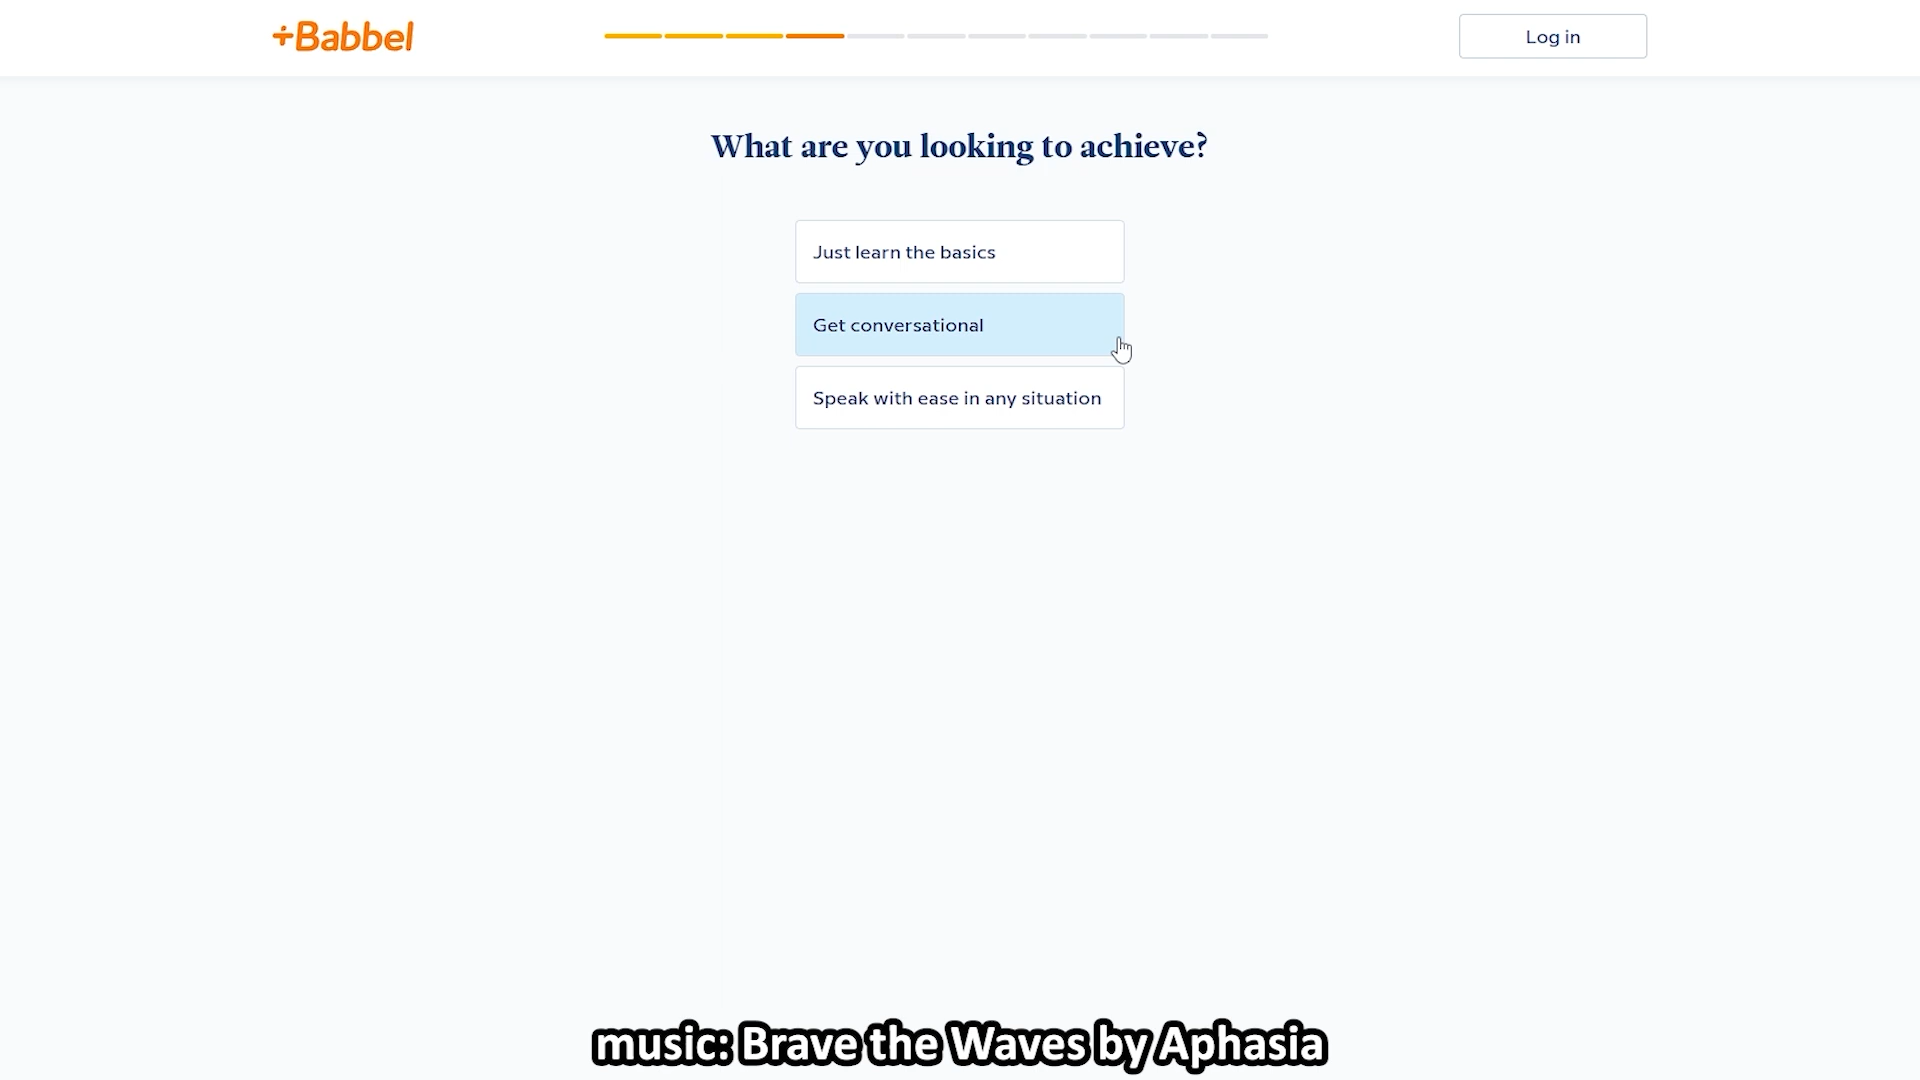 +Babbel
Log in
What are you looking to achieve?
Just learn the basics
Get conversational
Speak with ease in any situation
music: Brave the Waves by Aphasia